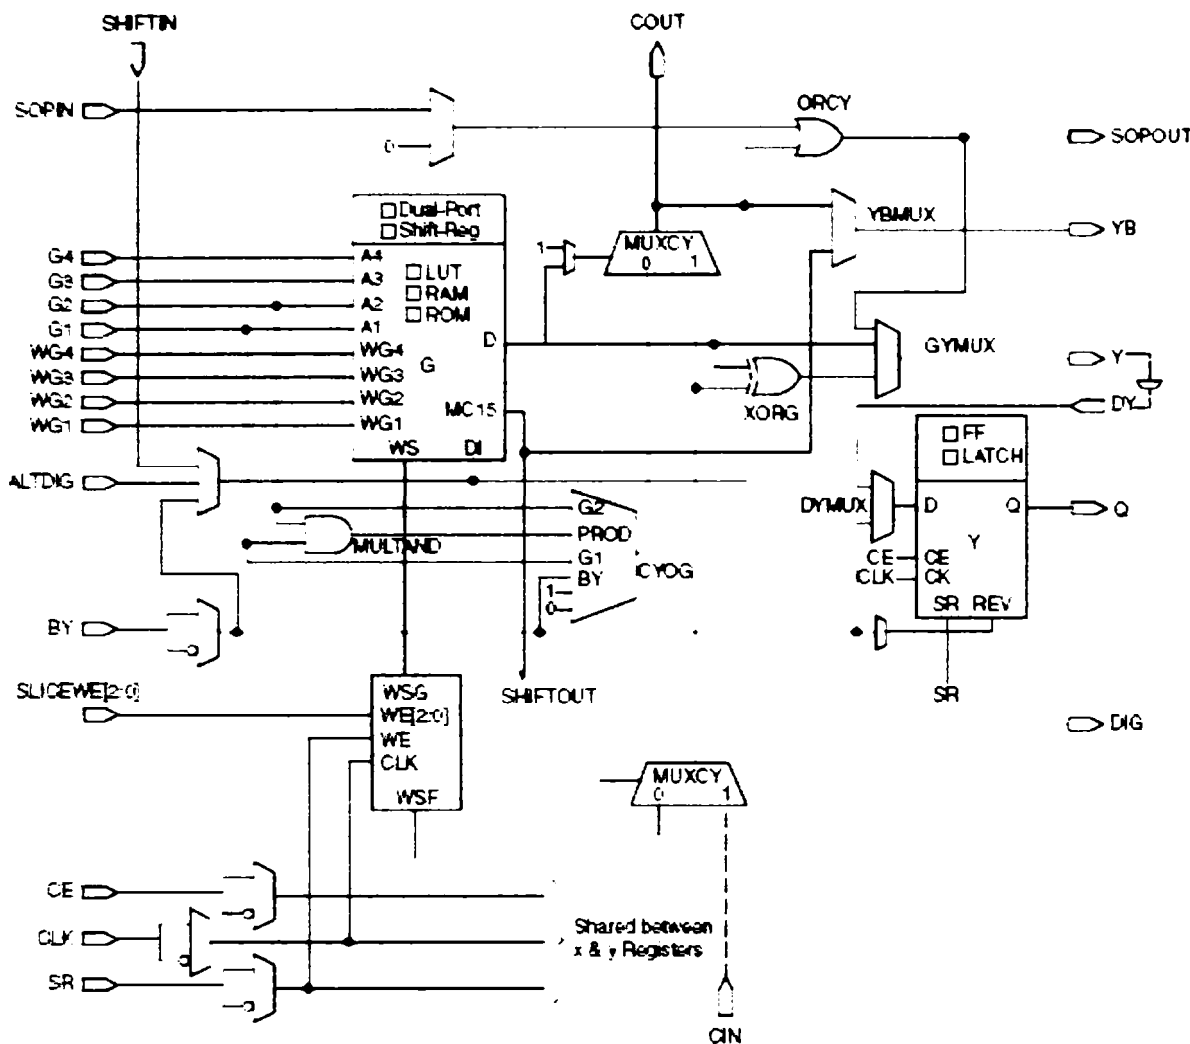 SHIFTIN
COUT
SOPIN
ORCY
SOPOUT
0
Dual-Port
Shift-Reg
YBMUX
YB
1
MUXCY
0 1
G4
A4
G3
A3
LUT
G2
A2
RAM
G1
A1
ROM
D
GYMUX
Y
WG4
WG4
G
WG3
WG3
WG2
WG2
MC15
XORG
DY
WG1
WG1
WS
DI
FF
LATCH
ALTDIG
G2
DYMUX
D
Q
Q
MULTAND
PROD
Y
G1
CYOG
CE
CE
BY
CLK
CK
1
0
SR REV
BY
SLICEWE[2:0]
WSG
SHIFTOUT
SR
WE[2:0]
DIG
WE
CLK
MUXCY
0 1
WSF
CE
Shared between
x & y Registers
CLK
SR
CIN